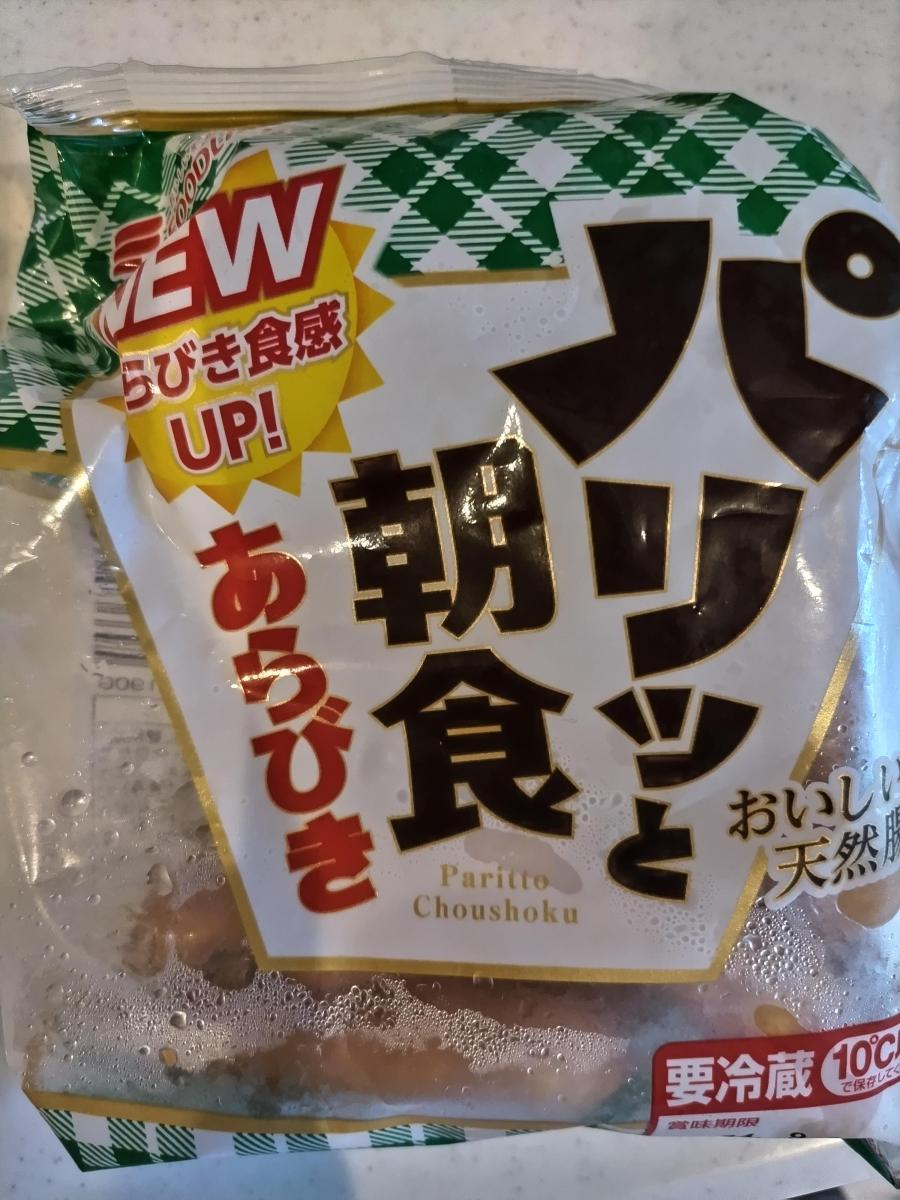 NEW
らびき食感
UP!
パリッと
朝食
あらびき
Paritto
Choushoku
おいしい
天然腸
要冷蔵
10℃
で保存してく
賞味期限